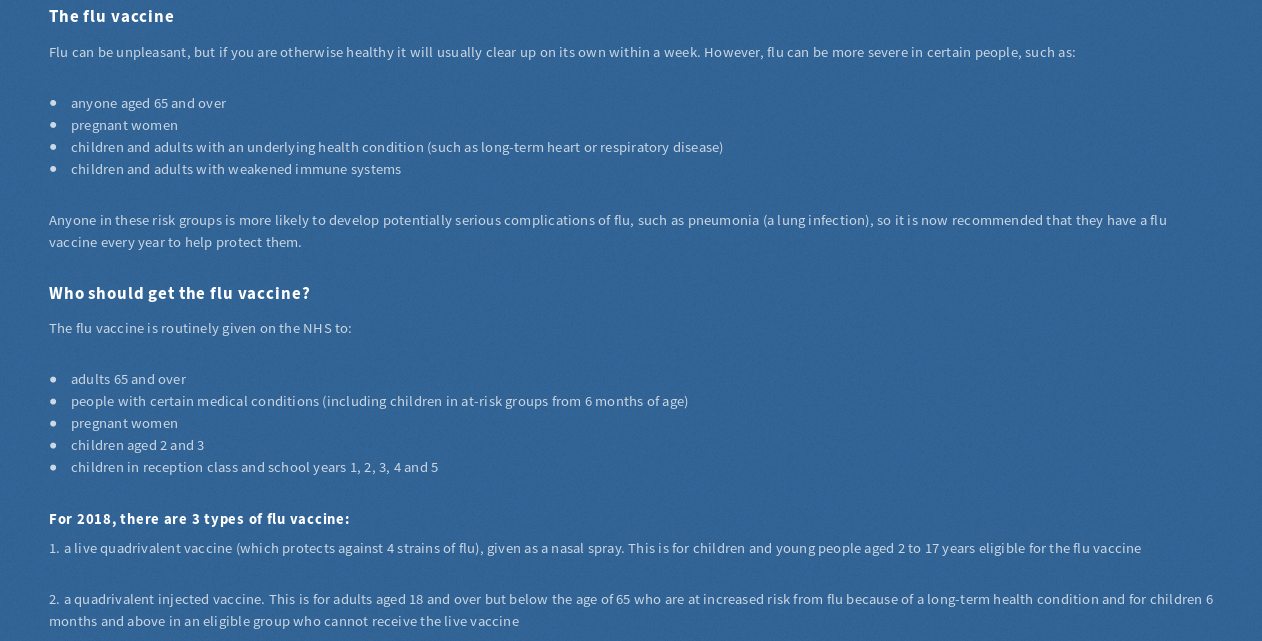 The flu vaccine
Flu can be unpleasant, but if you are otherwise healthy it will usually clear up on its own within a week. However, flu can be more severe in certain people, such as:
● anyone aged 65 and over
● pregnant women
● children and adults with an underlying health condition (such as long-term heart or respiratory disease)
● children and adults with weakened immune systems
Anyone in these risk groups is more likely to develop potentially serious complications of flu, such as pneumonia (a lung infection), so it is now recommended that they have a flu
vaccine every year to help protect them.
Who should get the flu vaccine?
The flu vaccine is routinely given on the NHS to:
● adults 65 and over
● people with certain medical conditions (including children in at-risk groups from 6 months of age)
● pregnant women
● children aged 2 and 3
● children in reception class and school years 1, 2, 3, 4 and 5
For 2018, there are 3 types of flu vaccine:
1. a live quadrivalent vaccine (which protects against 4 strains of flu), given as a nasal spray. This is for children and young people aged 2 to 17 years eligible for the flu vaccine
2. a quadrivalent injected vaccine. This is for adults aged 18 and over but below the age of 65 who are at increased risk from flu because of a long-term health condition and for children 6
months and above in an eligible group who cannot receive the live vaccine